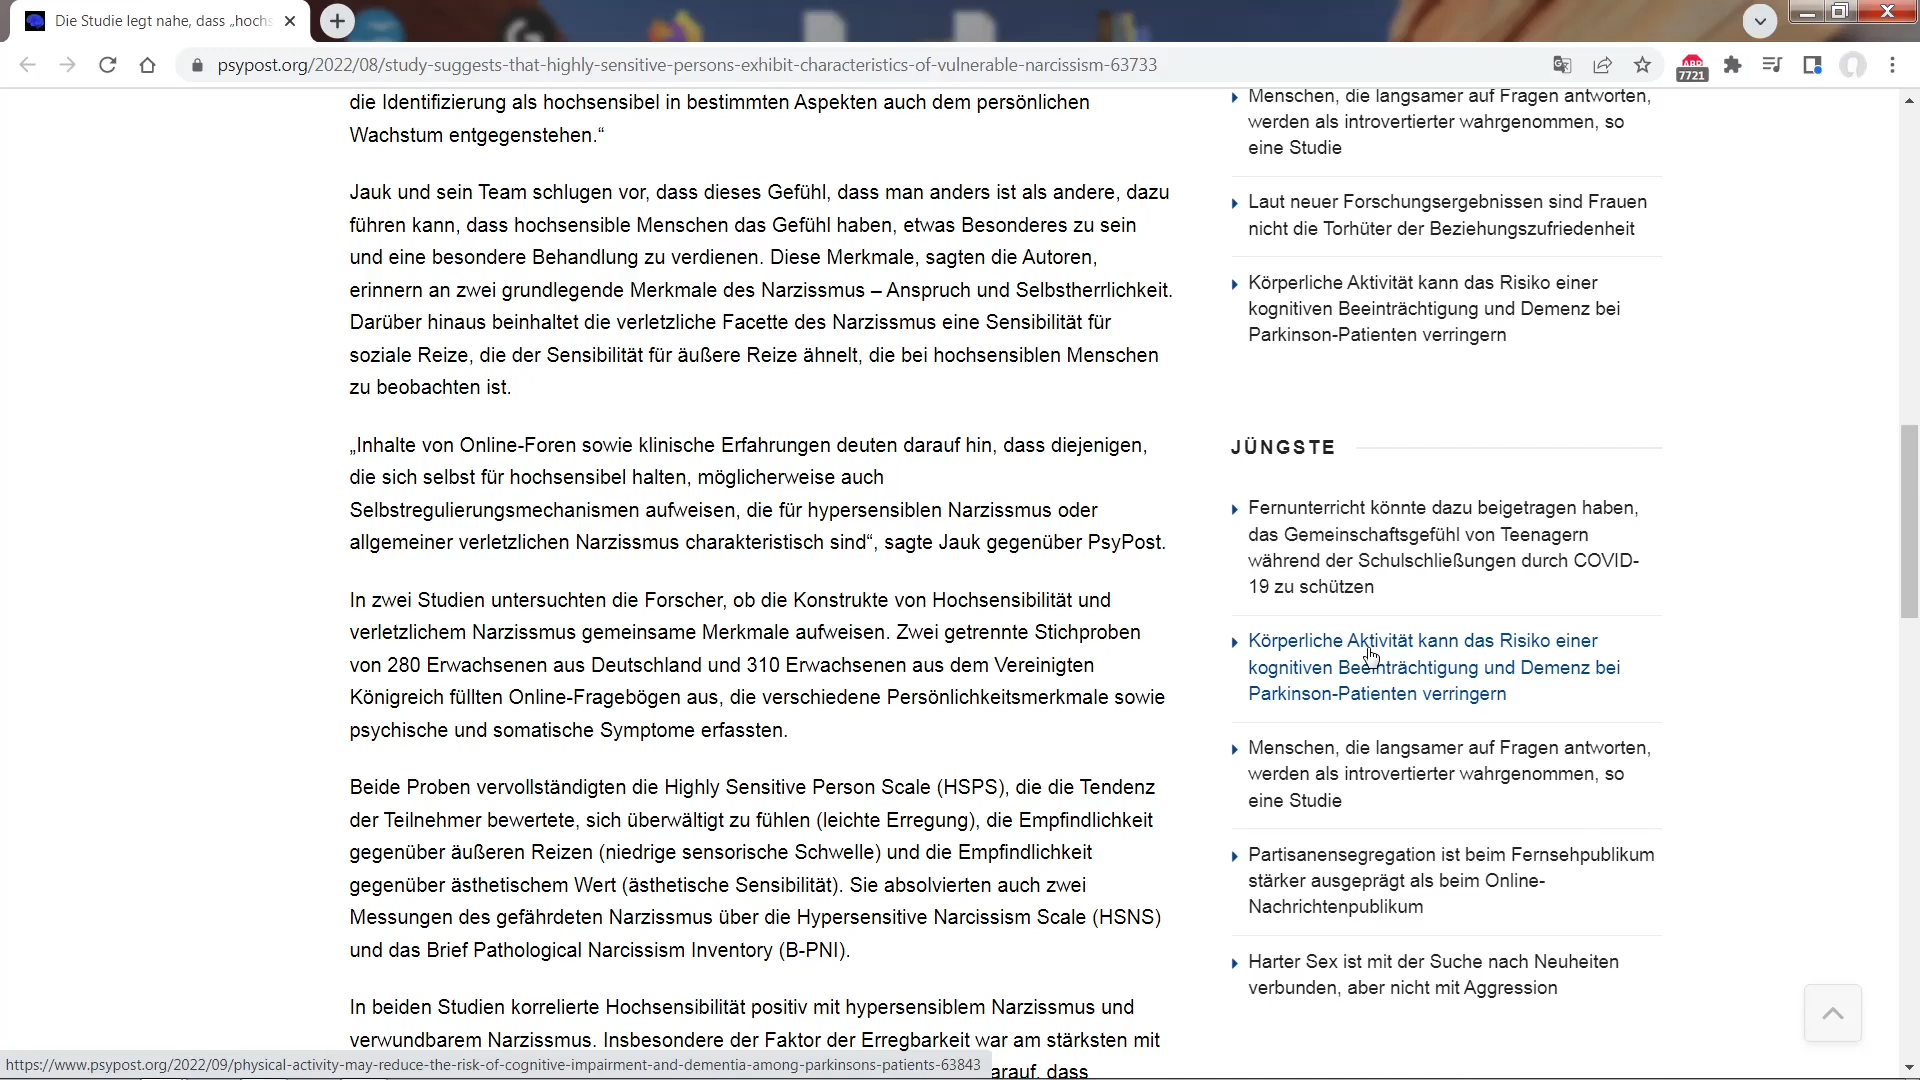 Die Studie legt nahe, dass „hochs
psypost.org/2022/08/study-suggests-that-highly-sensitive-persons-exhibit-characteristics-of-vulnerable-narcissism-63733
ABP
7721
die Identifizierung als hochsensibel in bestimmten Aspekten auch dem persönlichen
Wachstum entgegenstehen.“
Jauk und sein Team schlugen vor, dass dieses Gefühl, dass man anders ist als andere, dazu
führen kann, dass hochsensible Menschen das Gefühl haben, etwas Besonderes zu sein
und eine besondere Behandlung zu verdienen. Diese Merkmale, sagten die Autoren,
erinnern an zwei grundlegende Merkmale des Narzissmus – Anspruch und Selbstherrlichkeit.
Darüber hinaus beinhaltet die verletzliche Facette des Narzissmus eine Sensibilität für
soziale Reize, die der Sensibilität für äußere Reize ähnelt, die bei hochsensiblen Menschen
zu beobachten ist.
„Inhalte von Online-Foren sowie klinische Erfahrungen deuten darauf hin, dass diejenigen,
die sich selbst für hochsensibel halten, möglicherweise auch
Selbstregulierungsmechanismen aufweisen, die für hypersensiblen Narzissmus oder
allgemeiner verletzlichen Narzissmus charakteristisch sind“, sagte Jauk gegenüber PsyPost.
In zwei Studien untersuchten die Forscher, ob die Konstrukte von Hochsensibilität und
verletzlichem Narzissmus gemeinsame Merkmale aufweisen. Zwei getrennte Stichproben
von 280 Erwachsenen aus Deutschland und 310 Erwachsenen aus dem Vereinigten
Königreich füllten Online-Fragebögen aus, die verschiedene Persönlichkeitsmerkmale sowie
psychische und somatische Symptome erfassten.
Beide Proben vervollständigten die Highly Sensitive Person Scale (HSPS), die die Tendenz
der Teilnehmer bewertete, sich überwältigt zu fühlen (leichte Erregung), die Empfindlichkeit
gegenüber äußeren Reizen (niedrige sensorische Schwelle) und die Empfindlichkeit
gegenüber ästhetischem Wert (ästhetische Sensibilität). Sie absolvierten auch zwei
Messungen des gefährdeten Narzissmus über die Hypersensitive Narcissism Scale (HSNS)
und das Brief Pathological Narcissism Inventory (B-PNI).
In beiden Studien korrelierte Hochsensibilität positiv mit hypersensiblem Narzissmus und
verwundbarem Narzissmus. Insbesondere der Faktor der Erregbarkeit war am stärksten mit
arauf, dass
Menschen, die langsamer auf Fragen antworten,
werden als introvertierter wahrgenommen, so
eine Studie
Laut neuer Forschungsergebnissen sind Frauen
nicht die Torhüter der Beziehungszufriedenheit
Körperliche Aktivität kann das Risiko einer
kognitiven Beeinträchtigung und Demenz bei
Parkinson-Patienten verringern
JÜNGSTE
Fernunterricht könnte dazu beigetragen haben,
das Gemeinschaftsgefühl von Teenagern
während der Schulschließungen durch COVID-
19 zu schützen
Körperliche Aktivität kann das Risiko einer
kognitiven Beeinträchtigung und Demenz bei
Parkinson-Patienten verringern
Menschen, die langsamer auf Fragen antworten,
werden als introvertierter wahrgenommen, so
eine Studie
Partisanensegregation ist beim Fernsehpublikum
stärker ausgeprägt als beim Online-
Nachrichtenpublikum
Harter Sex ist mit der Suche nach Neuheiten
verbunden, aber nicht mit Aggression
https://www.psypost.org/2022/09/physical-activity-may-reduce-the-risk-of-cognitive-impairment-and-dementia-among-parkinsons-patients-63843